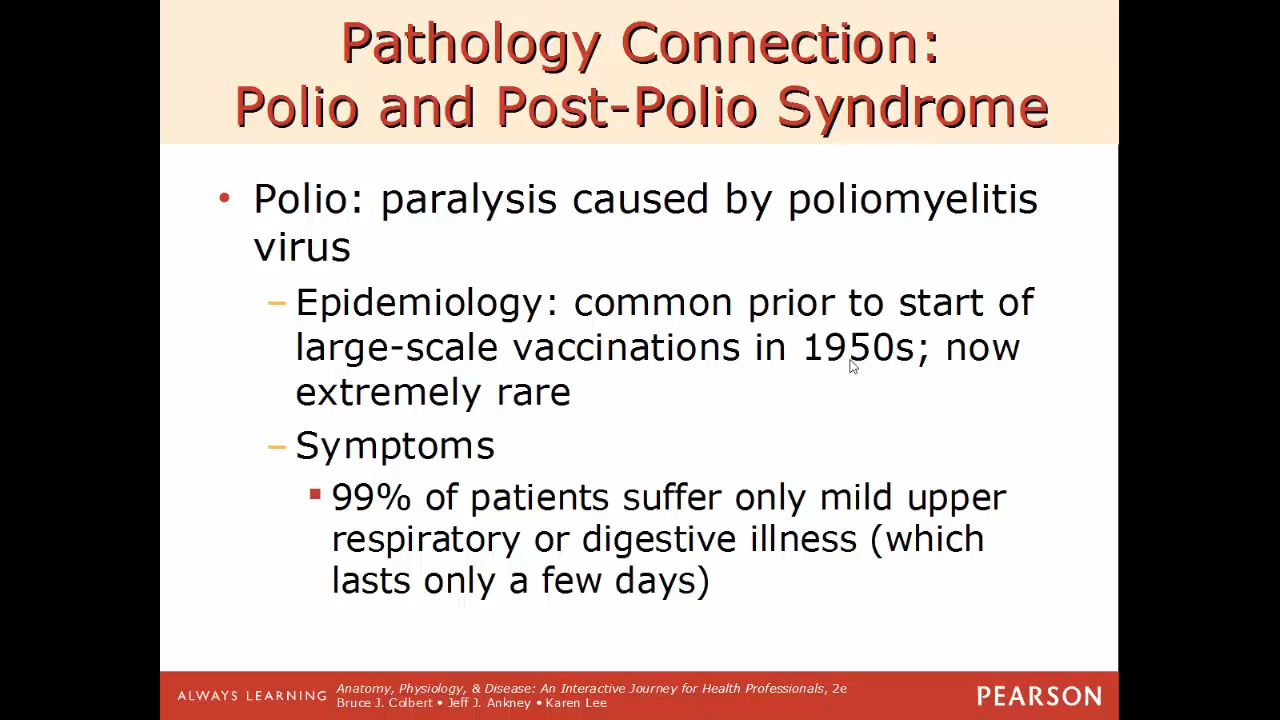 Pathology Connection:
Polio and Post-Polio Syndrome
• Polio: paralysis caused by poliomyelitis
virus
– Epidemiology: common prior to start of
large-scale vaccinations in 1950s; now
extremely rare
– Symptoms
▪ 99% of patients suffer only mild upper
respiratory or digestive illness (which
lasts only a few days)
ALWAYS LEARNING
Anatomy, Physiology, & Disease: An Interactive Journey for Health Professionals, 2e
Bruce J. Colbert • Jeff J. Ankney • Karen Lee
PEARSON